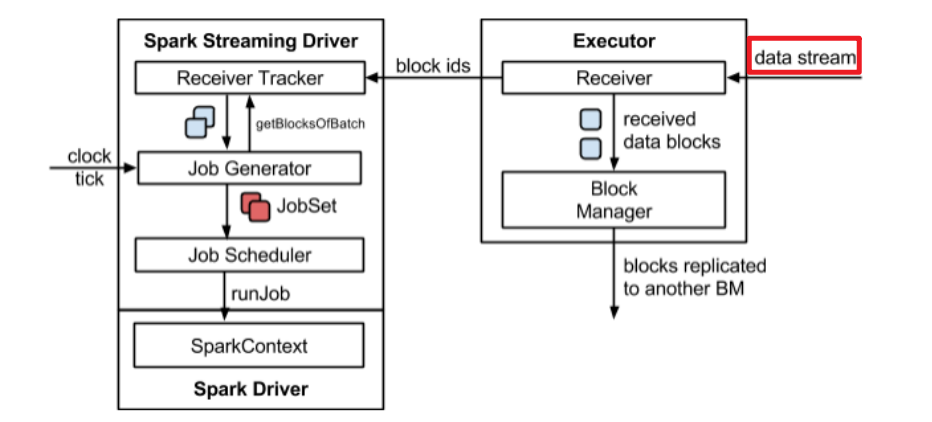 Spark Streaming Driver
Receiver Tracker
getBlocksOfBatch
clock
tick
Job Generator
JobSet
Job Scheduler
runJob
SparkContext
Spark Driver
block ids
Executor
Receiver
data stream
received
data blocks
Block
Manager
blocks replicated
to another BM